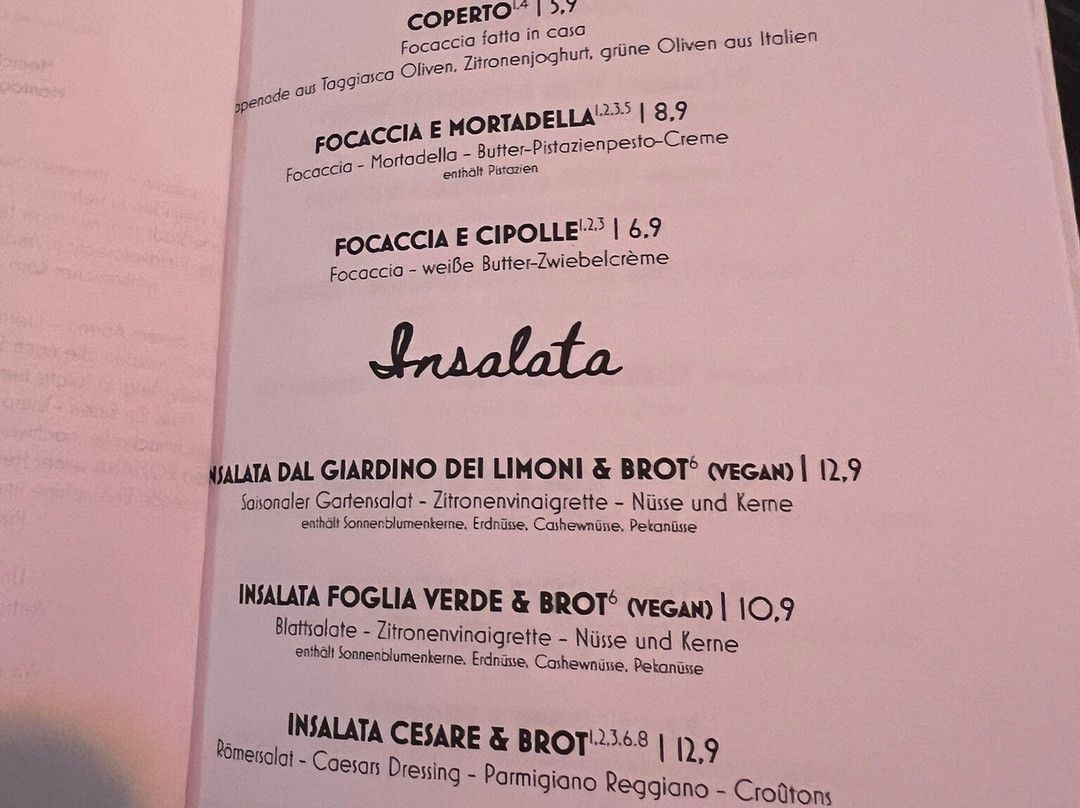 COPERTO1,4 | 5,9
Focaccia fatta in casa
aus Taggiasca Oliven, Zitronenjoghurt, grüne Oliven aus Italien
FOCACCIA E MORTADELLA1,2,3,5 | 8,9
Focaccia - Mortadella - Butter-Pistazienpesto-Creme
enthält Pistazien
FOCACCIA E CIPOLLE1,2,3 | 6,9
Focaccia - weiße Butter-Zwiebelcrème
Insalata
NSALATA DAL GIARDINO DEI LIMONI & BROT6 (VEGAN) | 12,9
Saisonaler Gartensalat - Zitronenvinaigrette - Nüsse und Kerne
enthält Sonnenblumenkerne, Erdnüsse, Cashewnüsse, Pekanüsse
INSALATA FOGLIA VERDE & BROT6 (VEGAN) | 10,9
Blattsalate - Zitronenvinaigrette - Nüsse und Kerne
enthält Sonnenblumenkerne, Erdnüsse, Cashewnüsse, Pekanüsse
INSALATA CESARE & BROT1,2,3,6,8 | 12,9
Römersalat - Caesars Dressing - Parmigiano Reggiano - Croûtons